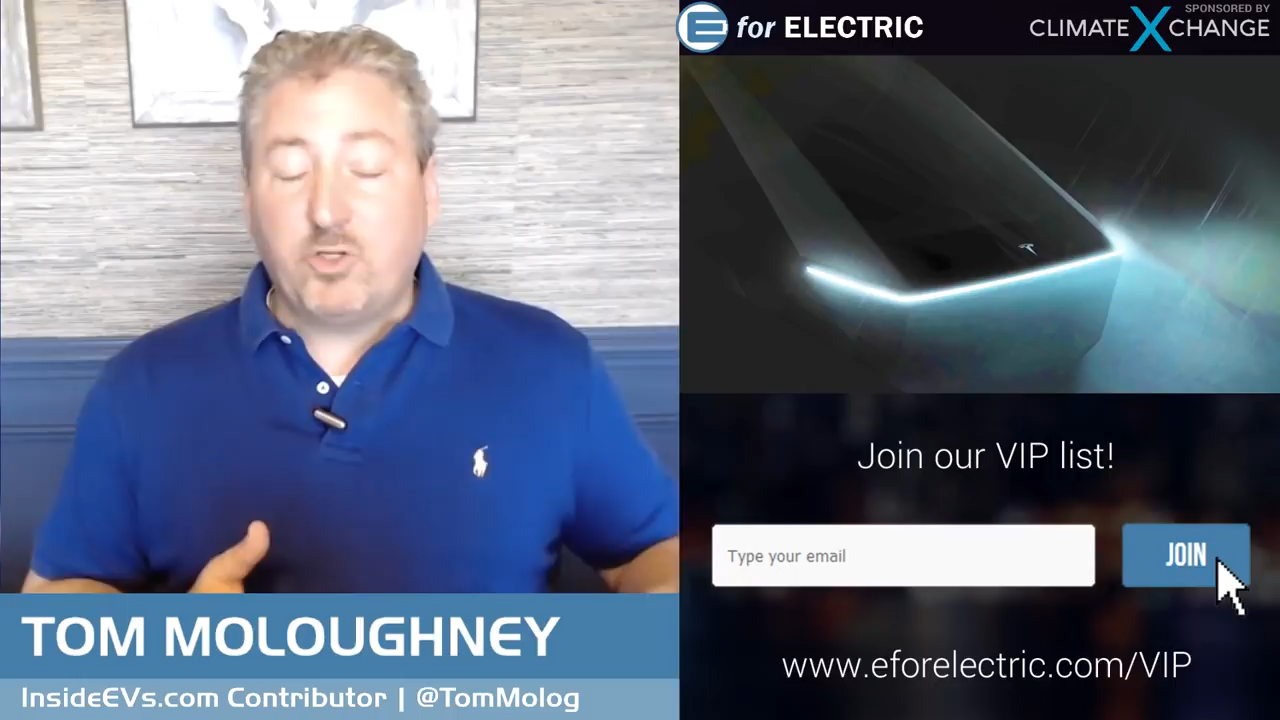 E for ELECTRIC
SPONSORED BY
CLIMATE XCHANGE
Join our VIP list!
Type your email
JOIN
www.eforelectric.com/VIP
TOM MOLOUGHNEY
InsideEVs.com Contributor | @TomMolog